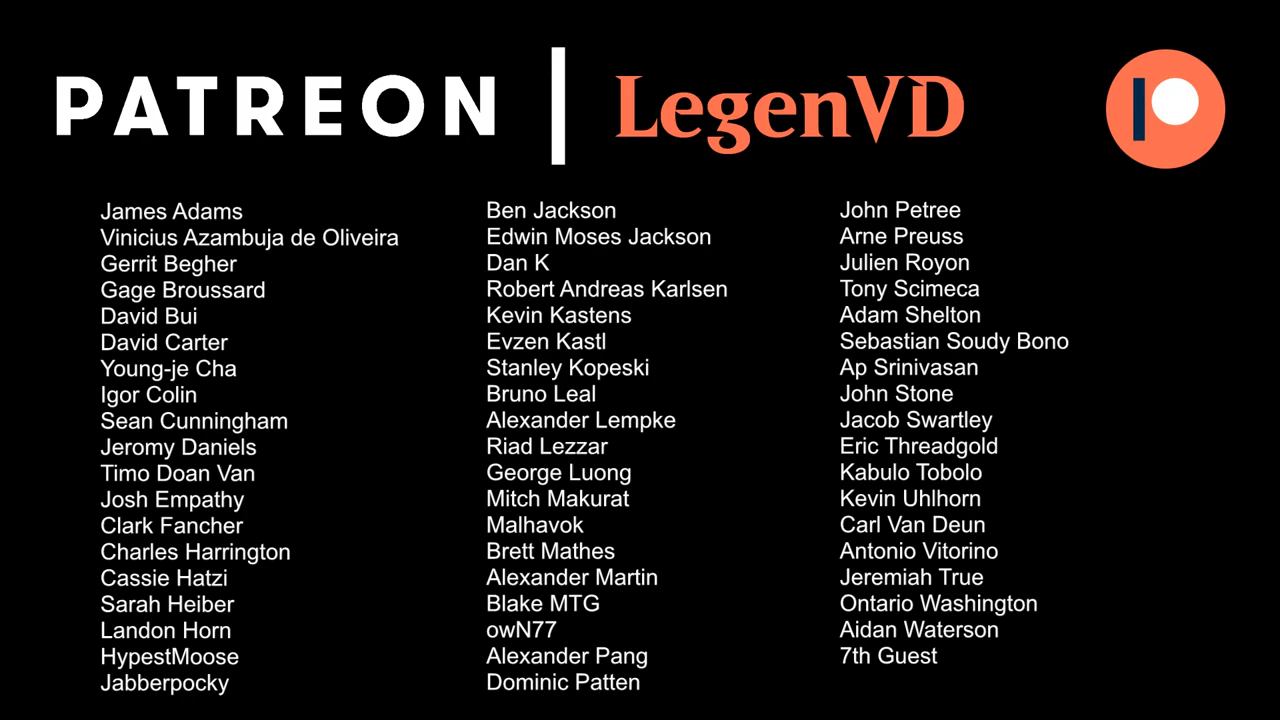 PATREON | LegenVD
James Adams
Vinicius Azambuja de Oliveira
Gerrit Begher
Gage Broussard
David Bui
David Carter
Young-je Cha
Igor Colin
Sean Cunningham
Jeromy Daniels
Timo Doan Van
Josh Empathy
Clark Fancher
Charles Harrington
Cassie Hatzi
Sarah Heiber
Landon Horn
HypestMoose
Jabberpocky
Ben Jackson
Edwin Moses Jackson
Dan K
Robert Andreas Karlsen
Kevin Kastens
Evzen Kastl
Stanley Kopeski
Bruno Leal
Alexander Lempke
Riad Lezzar
George Luong
Mitch Makurat
Malhavok
Brett Mathes
Alexander Martin
Blake MTG
owN77
Alexander Pang
Dominic Patten
John Petree
Arne Preuss
Julien Royon
Tony Scimeca
Adam Shelton
Sebastian Soudy Bono
Ap Srinivasan
John Stone
Jacob Swartley
Eric Threadgold
Kabulo Tobolo
Kevin Uhlhorn
Carl Van Deun
Antonio Vitorino
Jeremiah True
Ontario Washington
Aidan Waterson
7th Guest